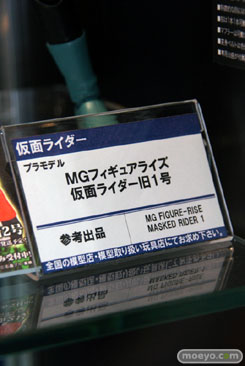 仮面ライダー
プラモデル
MGフィギュアライズ
仮面ライダー旧1号
参考出品
MG FIGURE-RISE
MASKED RIDER 1
全国の模型店・模型取り扱い玩具店にてお求め下さい。
2号
moeyo.com